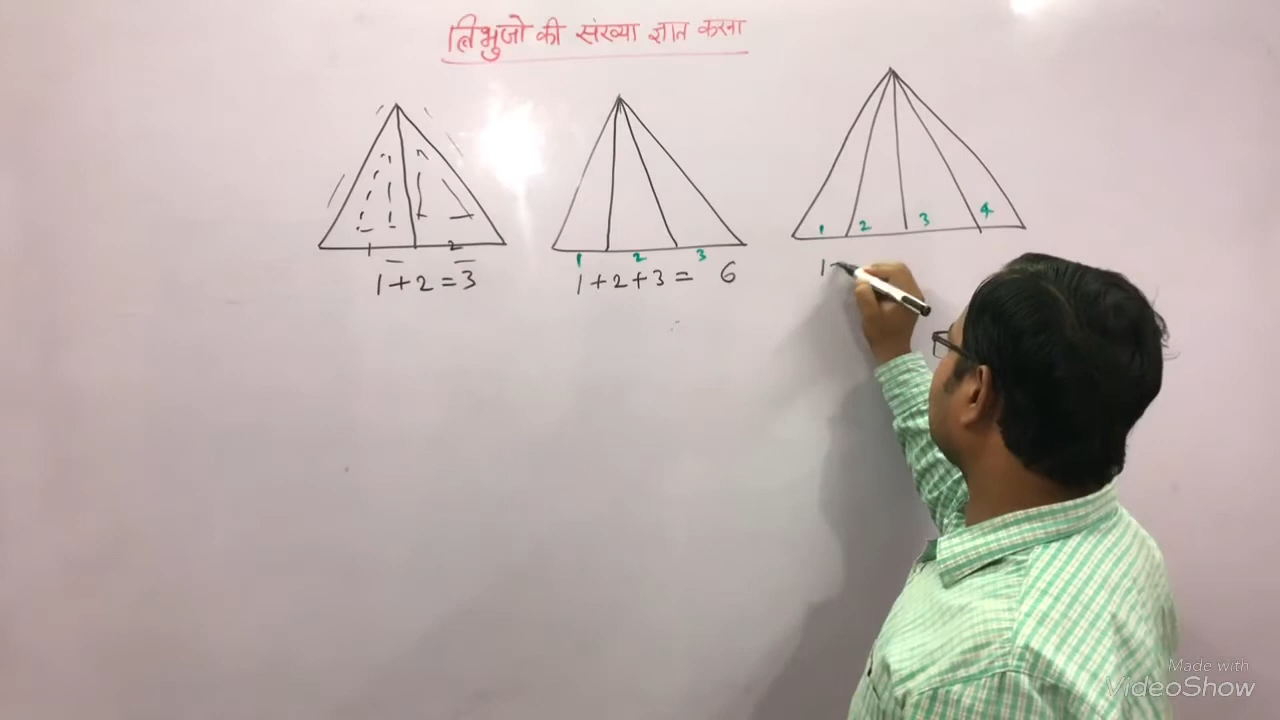 त्रिभुजो की संख्या ज्ञात करना
1 2
1 + 2 = 3
1 2 3
1 + 2 + 3 = 6
1 2 3 4
1
Made with
VideoShow